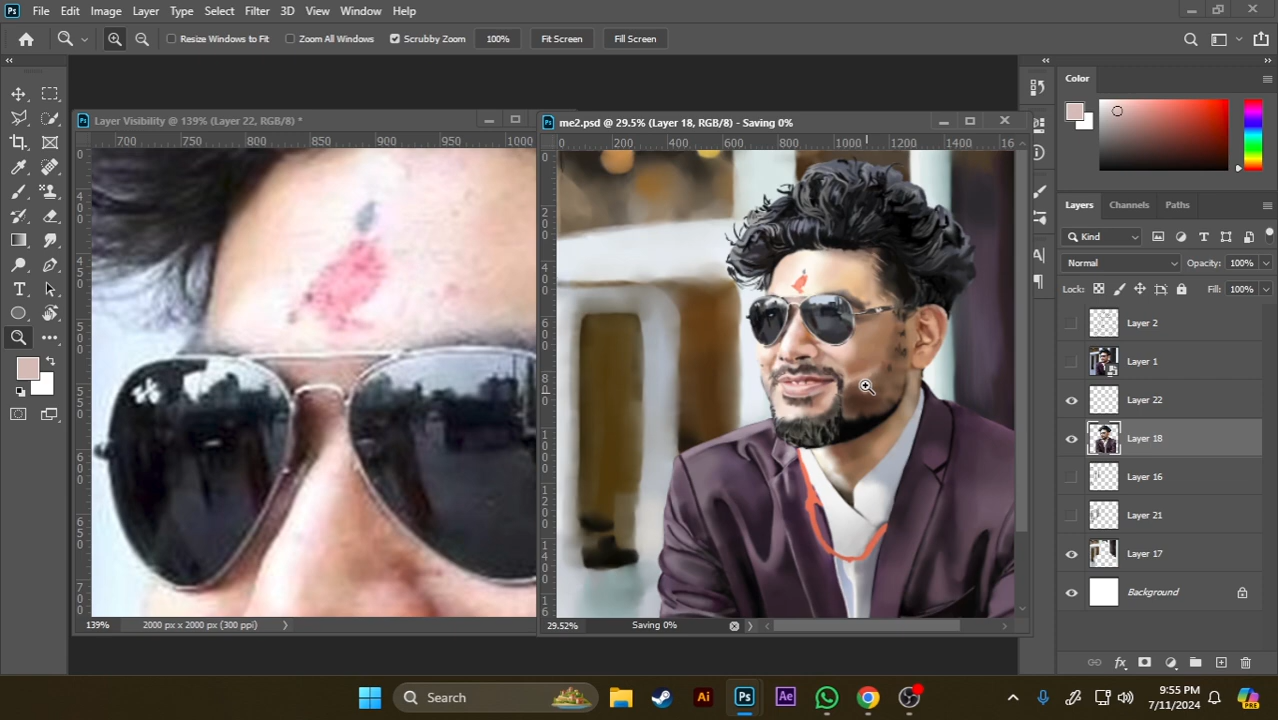 Ps File Edit Image Layer Type Select Filter 3D View Window Help
Resize Windows to Fit Zoom All Windows Scrubby Zoom 100% Fit Screen Fill Screen
Layer Visibility @ 139% (Layer 22, RGB/8) *
700 750 800 850 900 950 1000
139% 2000 px x 2000 px (300 ppi)
me2.psd @ 29.5% (Layer 18, RGB/8) - Saving 0%
0 200 400 600 800 1000 1200 1400
29.52% Saving 0%
Color
Layers Channels Paths
Kind
Normal Opacity: 100%
Lock: Fill: 100%
Layer 2
Layer 1
Layer 22
Layer 18
Layer 16
Layer 21
Layer 17
Background
Search Ai Ps Ae
9:55 PM
7/11/2024
PRE